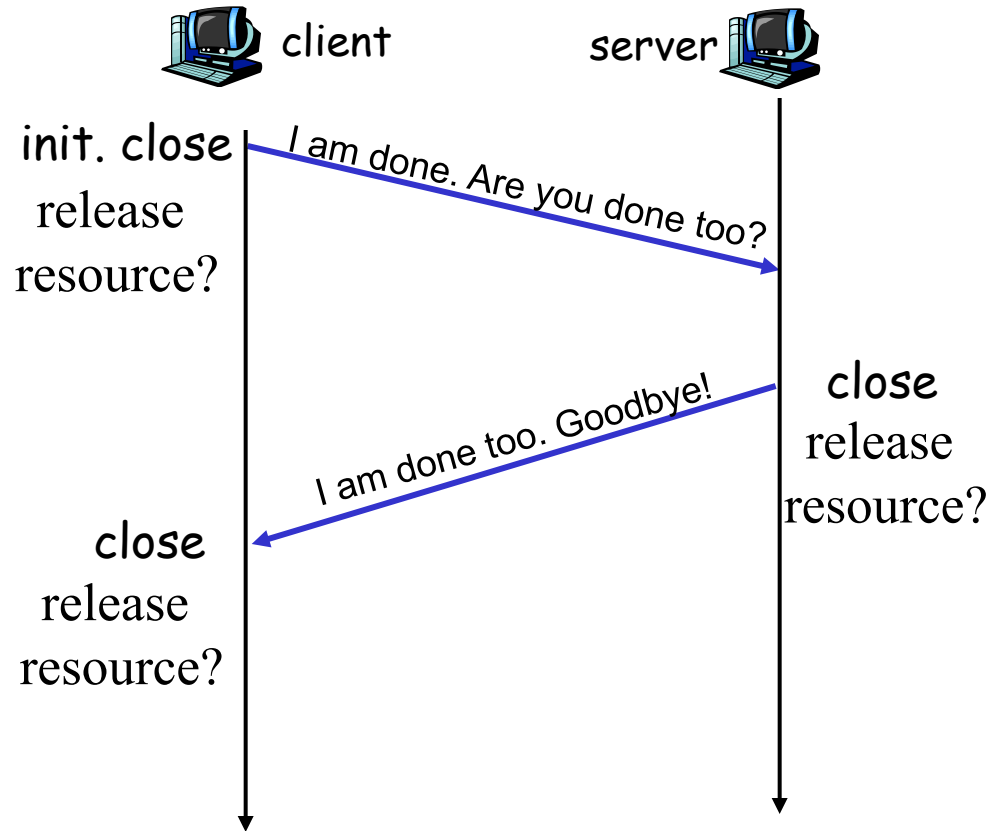 client
server
init. close
I am done. Are you done too?
release
resource?
close
I am done too. Goodbye!
release
resource?
close
release
resource?